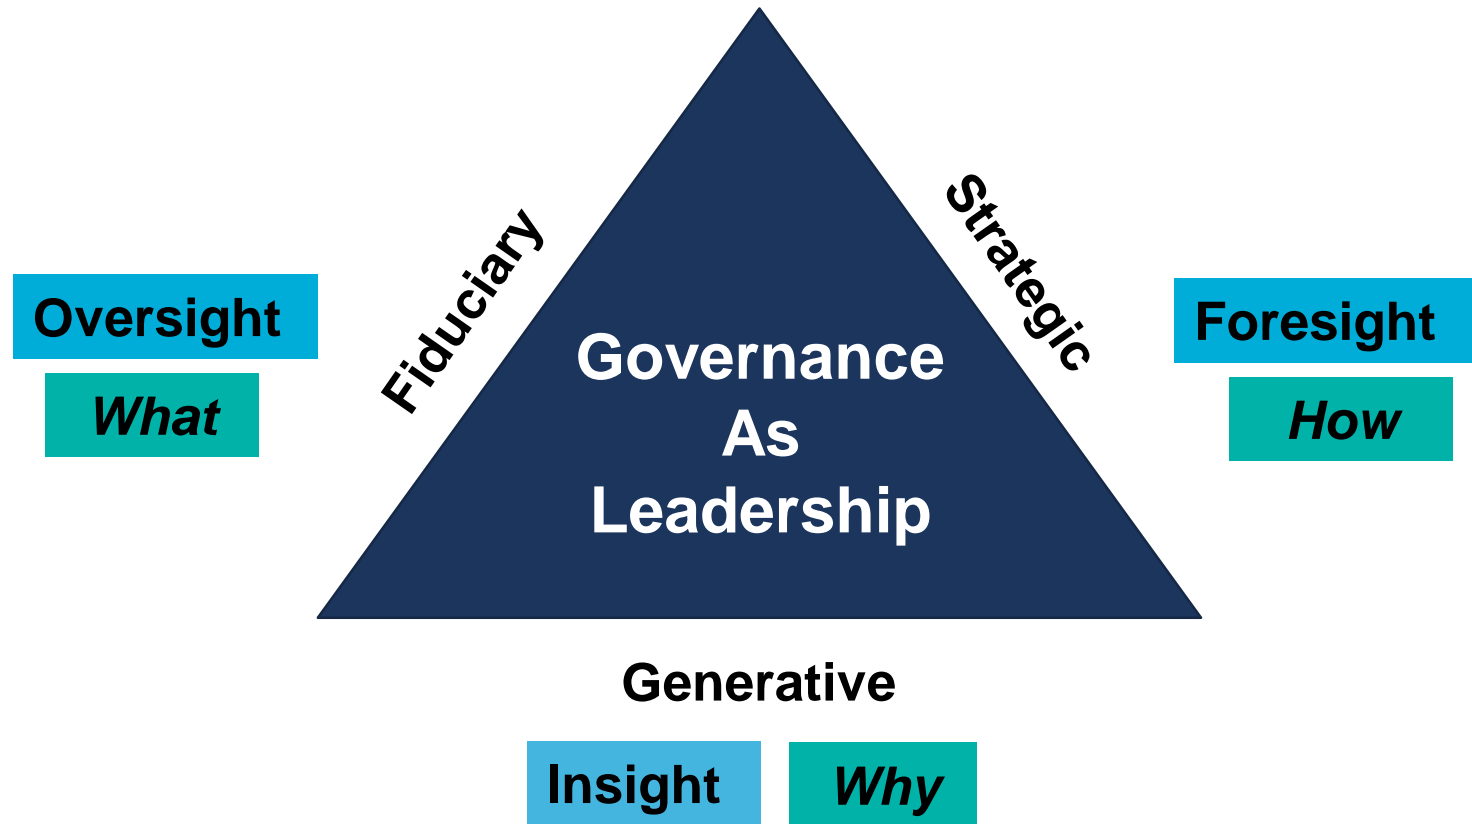 Fiduciary
Strategic
Oversight
What
Foresight
How
Governance
As
Leadership
Generative
Insight
Why